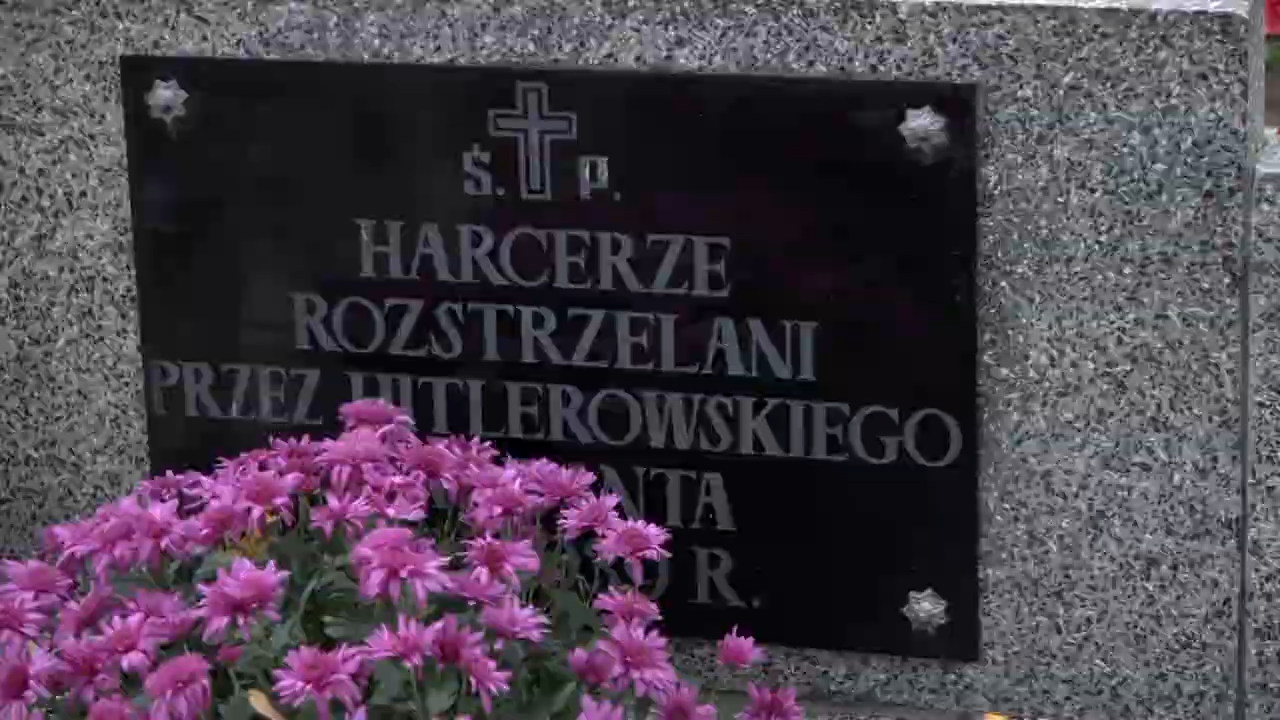 Ś. P.
HARCERZE
ROZSTRZELANI
PRZEZ HITLEROWSKIEGO
R.